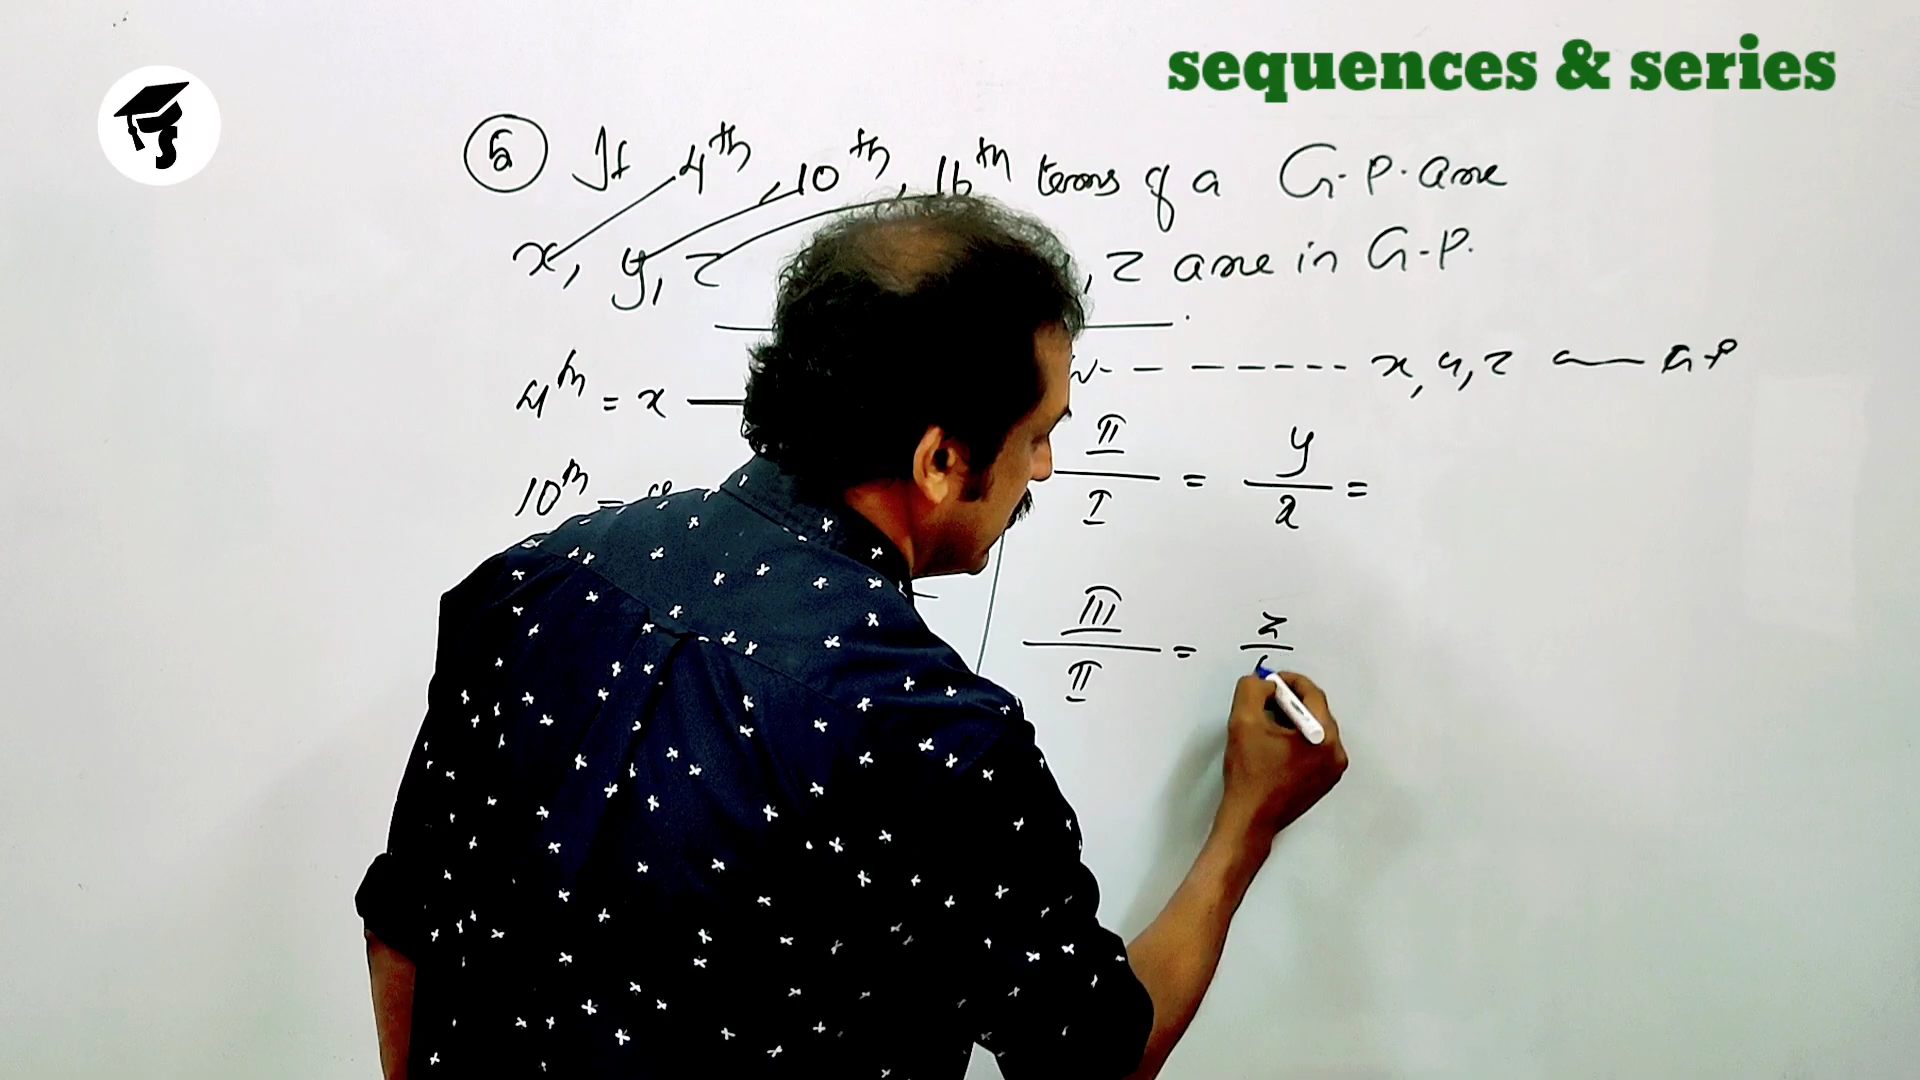 sequences & series
5 If 4th, 10th, 16th terms of a G.P. are
x, y, z , z are in G.P.
4th = x x, y, z G P
10th =
II/I = y/x =
III/II = z/